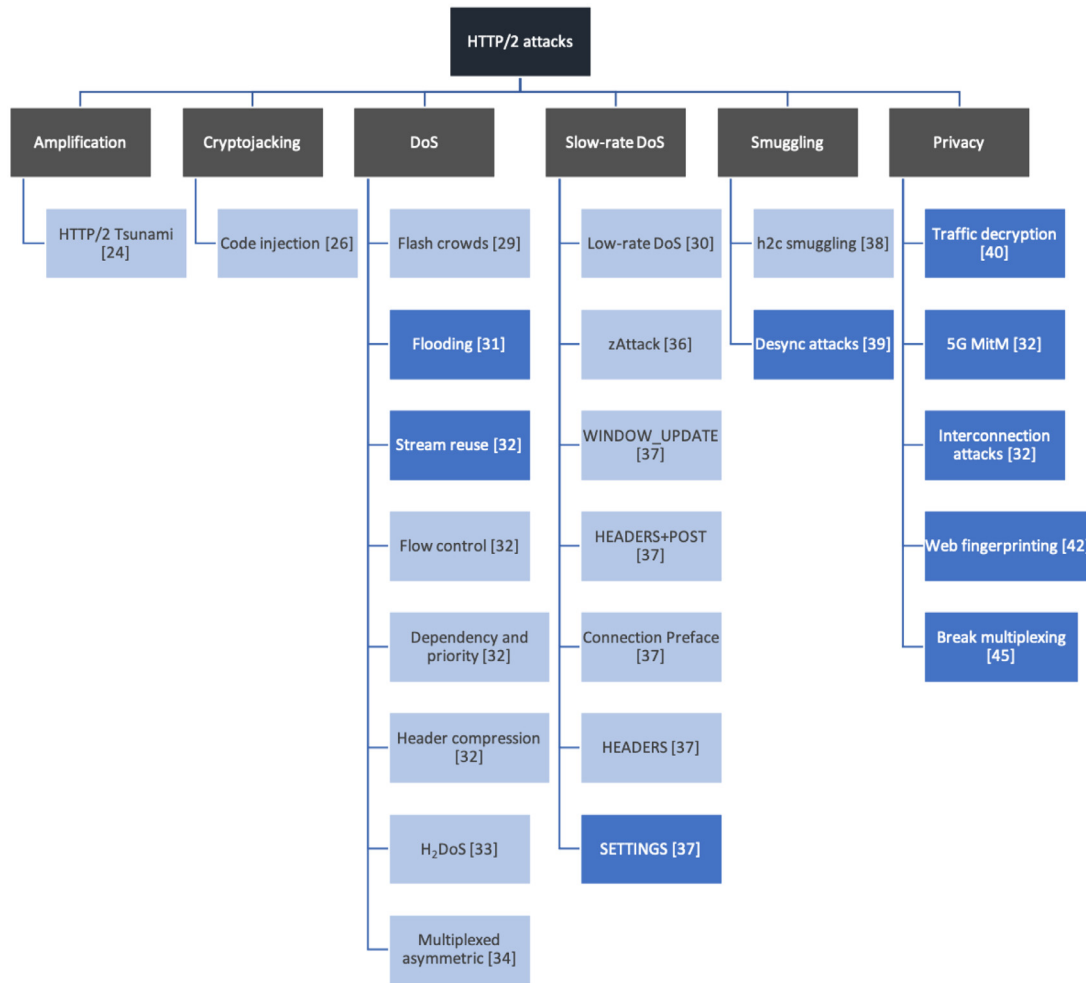 HTTP/2 attacks
Amplification
Cryptojacking
DoS
Slow-rate DoS
Smuggling
Privacy
HTTP/2 Tsunami
[24]
Code injection [26]
Flash crowds [29]
Flooding [31]
Stream reuse [32]
Flow control [32]
Dependency and
priority [32]
Header compression
[32]
H₂DoS [33]
Multiplexed
asymmetric [34]
Low-rate DoS [30]
zAttack [36]
WINDOW_UPDATE
[37]
HEADERS+POST
[37]
Connection Preface
[37]
HEADERS [37]
SETTINGS [37]
h2c smuggling [38]
Desync attacks [39]
Traffic decryption
[40]
5G MitM [32]
Interconnection
attacks [32]
Web fingerprinting [42]
Break multiplexing
[45]